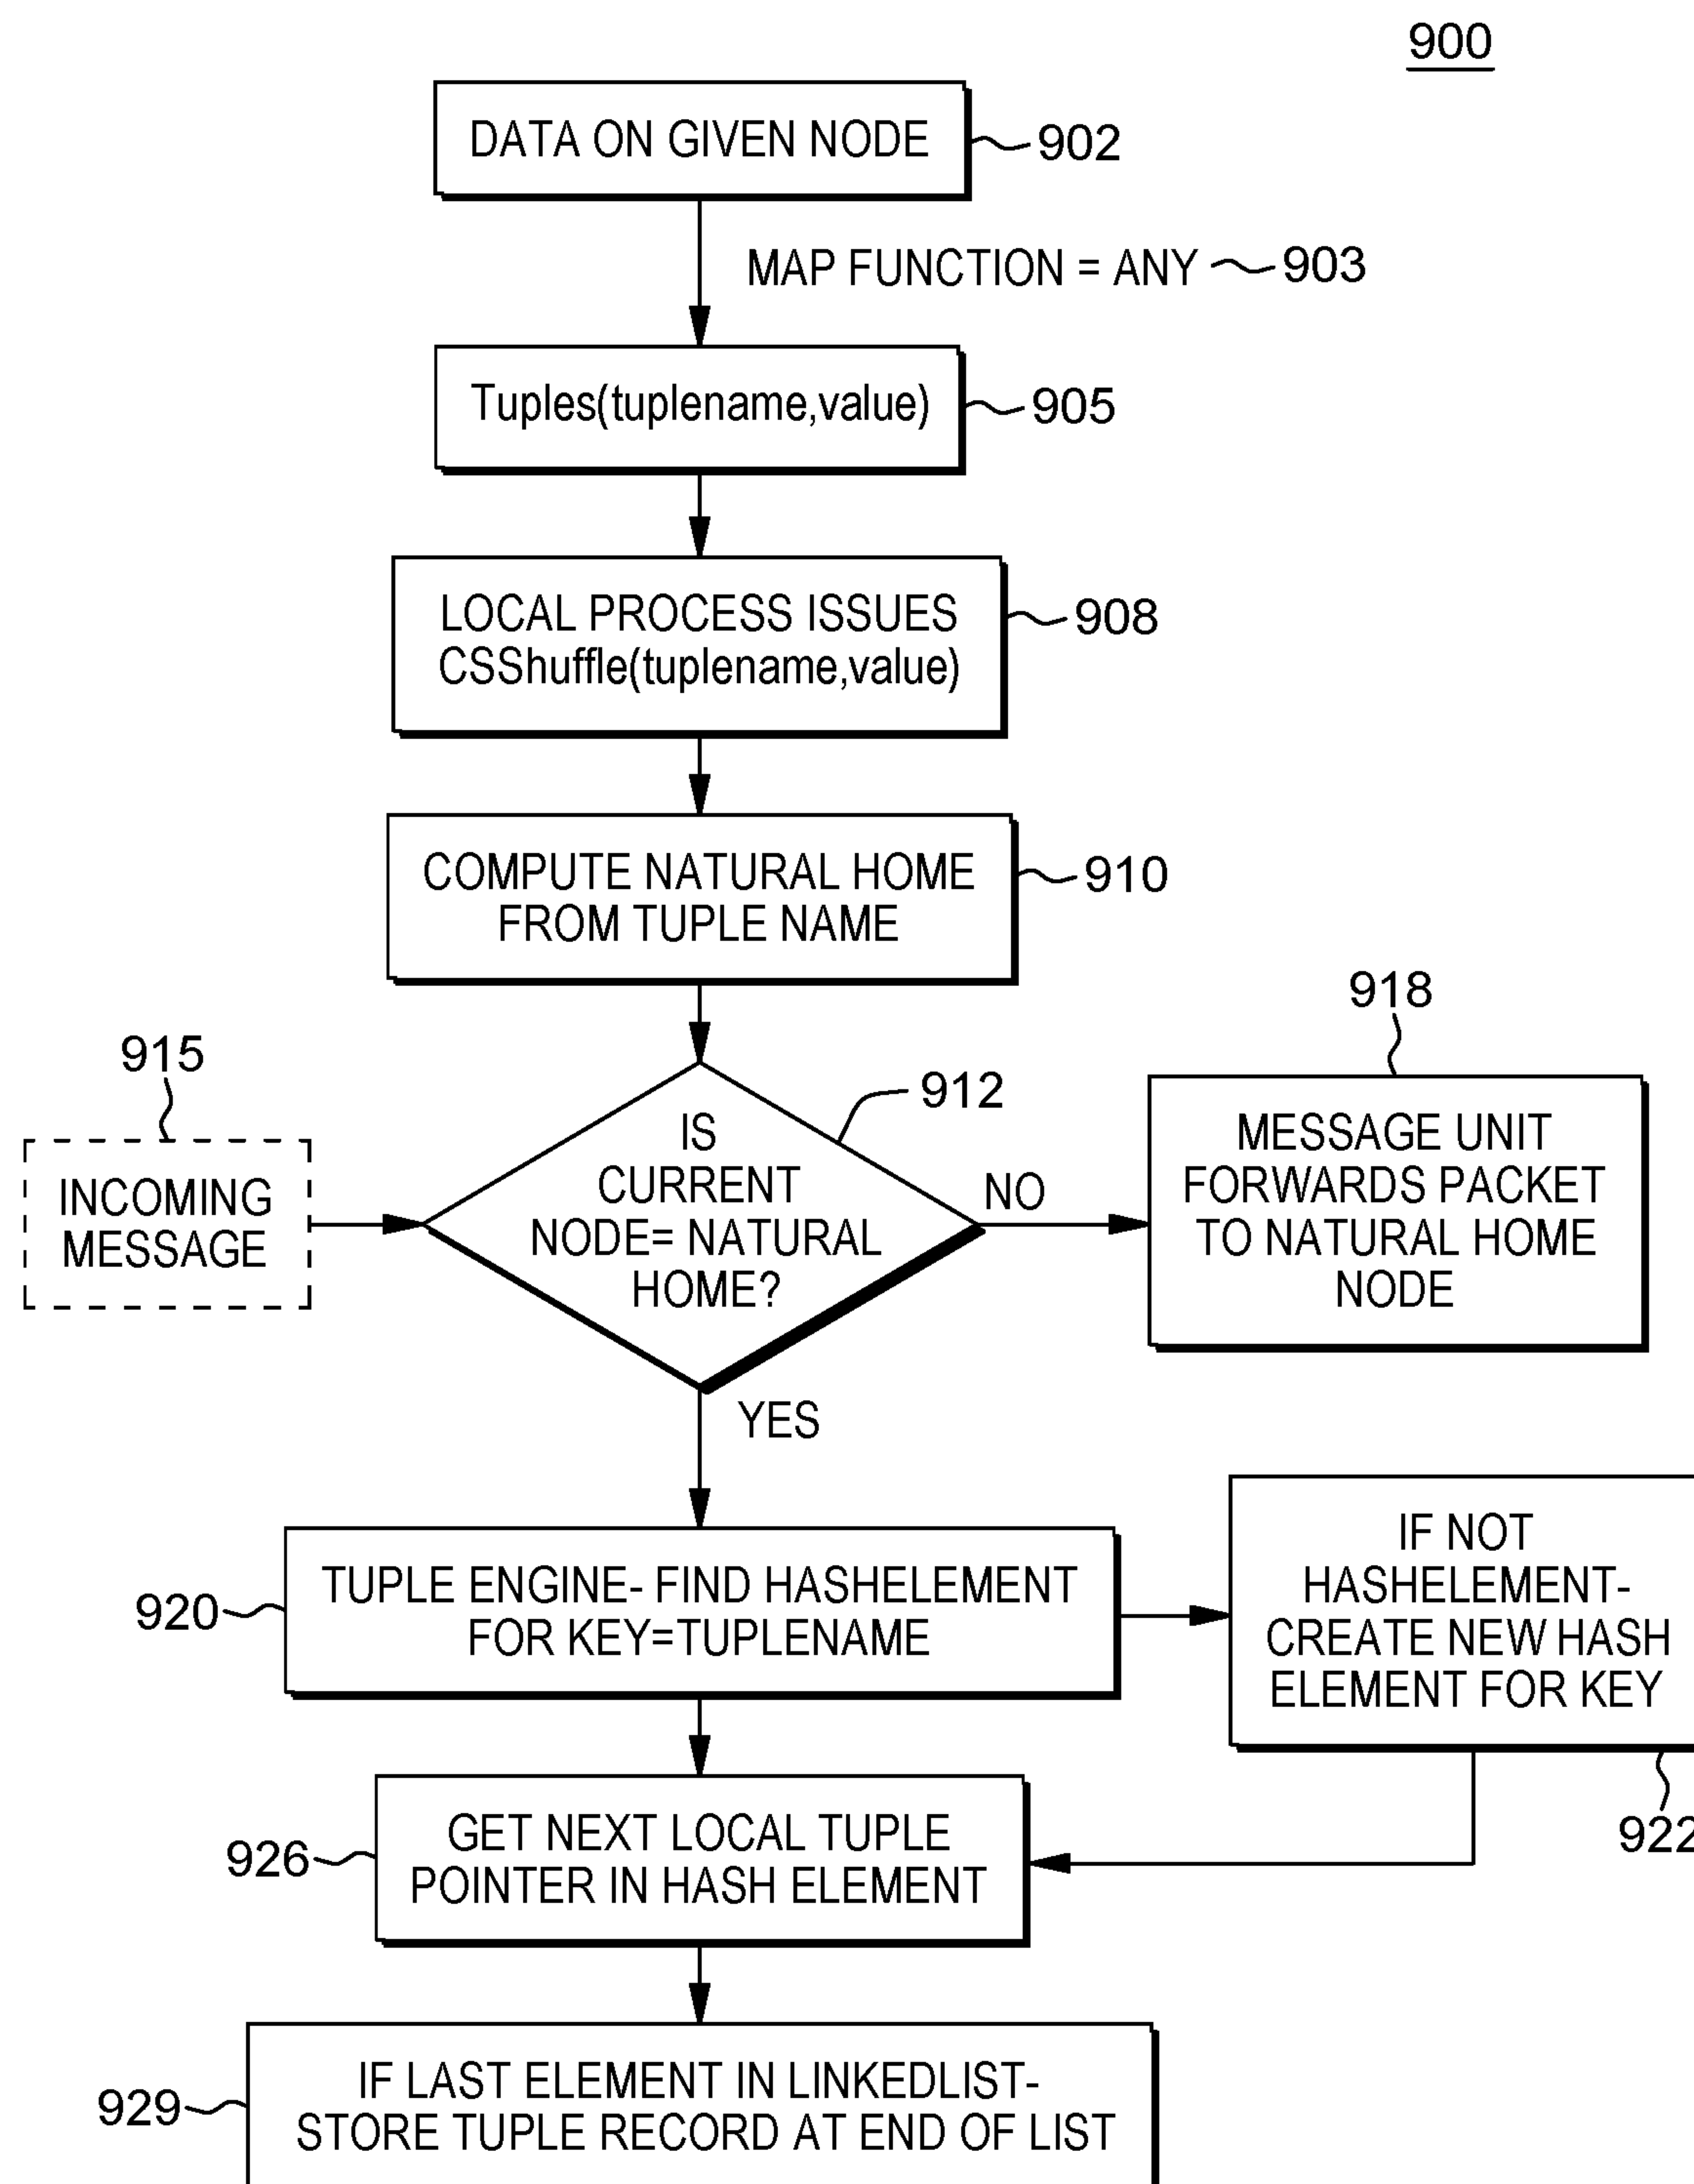 900
DATA ON GIVEN NODE
902
MAP FUNCTION = ANY
903
Tuples(tuplename,value)
905
LOCAL PROCESS ISSUES
CSShuffle(tuplename,value)
908
COMPUTE NATURAL HOME
FROM TUPLE NAME
910
915
INCOMING
MESSAGE
912
IS
CURRENT
NODE= NATURAL
HOME?
NO
918
MESSAGE UNIT
FORWARDS PACKET
TO NATURAL HOME
NODE
YES
920
TUPLE ENGINE- FIND HASHELEMENT
FOR KEY=TUPLENAME
IF NOT
HASHELEMENT-
CREATE NEW HASH
ELEMENT FOR KEY
922
926
GET NEXT LOCAL TUPLE
POINTER IN HASH ELEMENT
929
IF LAST ELEMENT IN LINKEDLIST-
STORE TUPLE RECORD AT END OF LIST